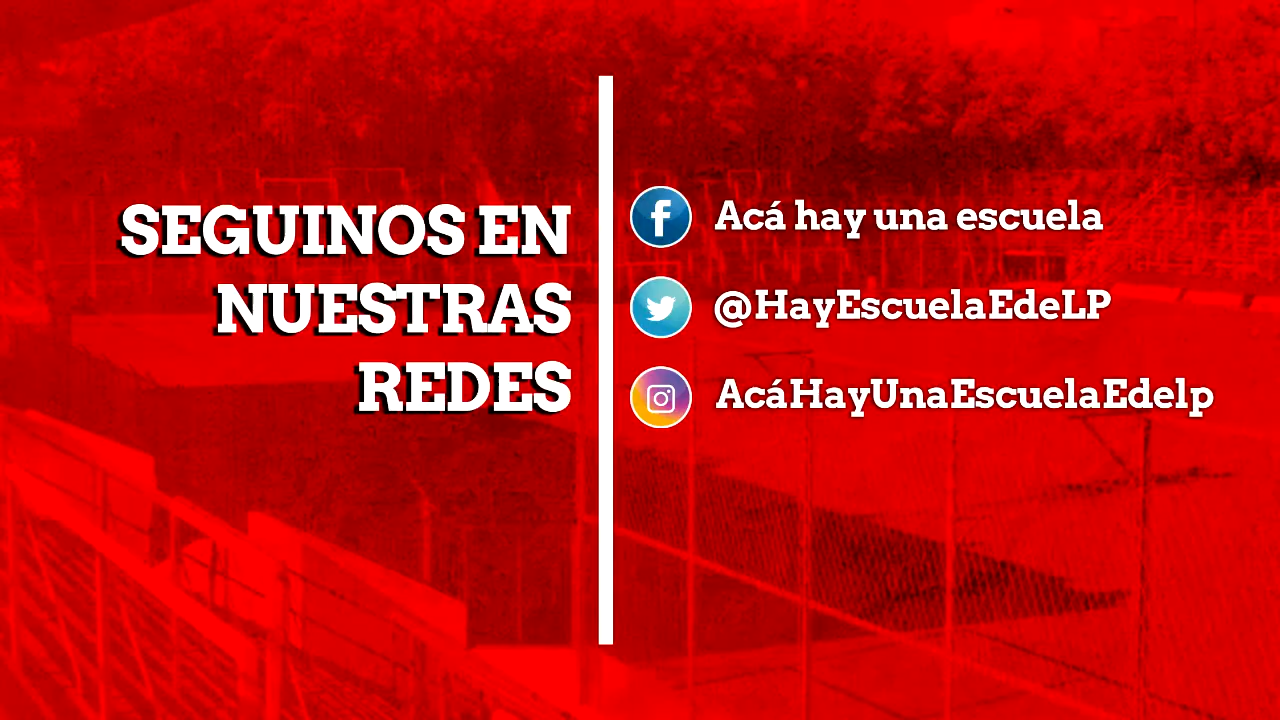 SEGUINOS EN
NUESTRAS
REDES
Acá hay una escuela
@HayEscuelaEdeLP
AcáHayUnaEscuelaEdelp